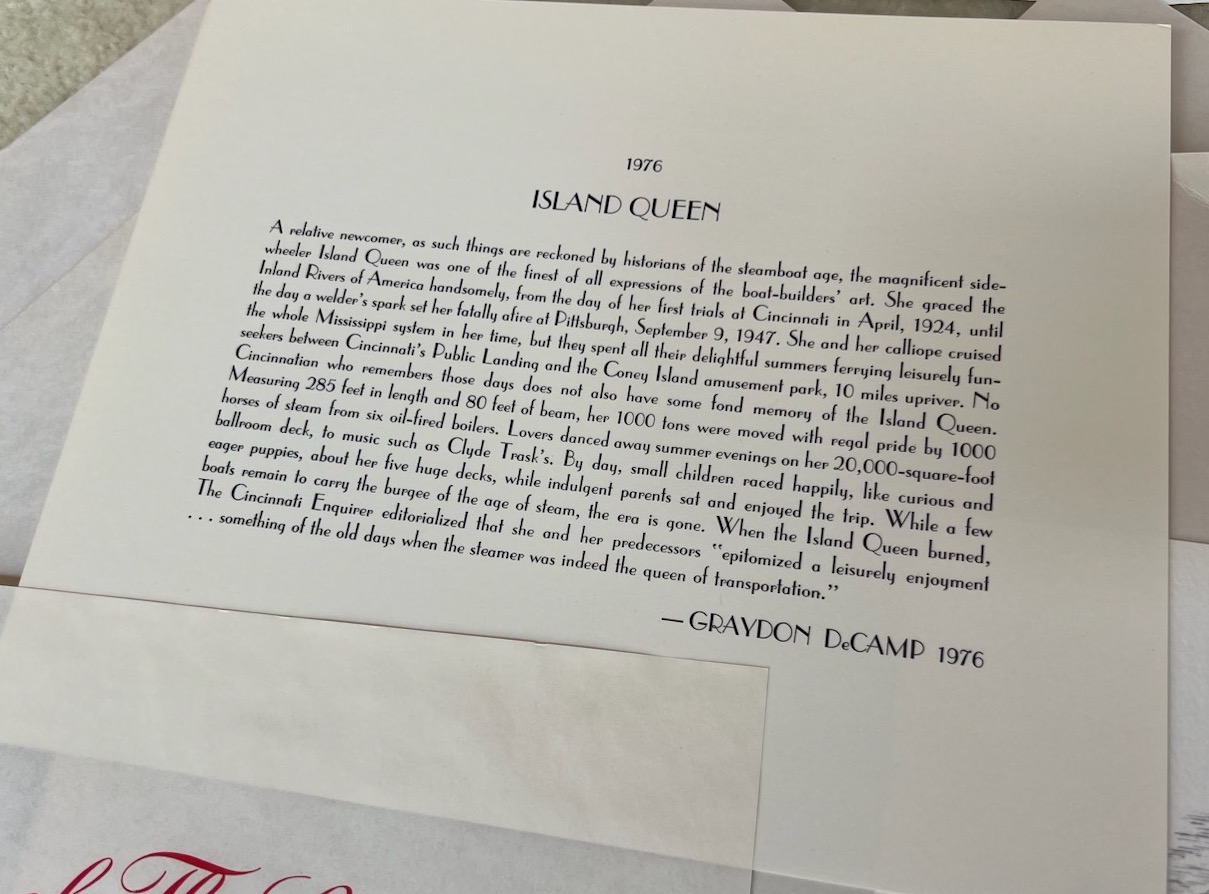 1976
ISLAND QUEEN
A relative newcomer, as such things are reckoned by historians of the steamboat age, the magnificent side-
wheeler Island Queen was one of the finest of all expressions of the boat-builders' art. She graced the
Inland Rivers of America handsomely, from the day of her first trials at Cincinnati in April, 1924, until
the day a welder's spark set her fatally afire at Pittsburgh, September 9, 1947. She and her calliope cruised
the whole Mississippi system in her time, but they spent all their delightful summers ferrying leisurely fun-
seekers between Cincinnati's Public Landing and the Coney Island amusement park, 10 miles upriver. No
Cincinnatian who remembers those days does not also have some fond memory of the Island Queen.
Measuring 285 feet in length and 80 feet of beam, her 1000 tons were moved with regal pride by 1000
horses of steam from six oil-fired boilers. Lovers danced away summer evenings on her 20,000-square-foot
ballroom deck, to music such as Clyde Trask's. By day, small children raced happily, like curious and
eager puppies, about her five huge decks, while indulgent parents sat and enjoyed the trip. While a few
boats remain to carry the burgee of the age of steam, the era is gone. When the Island Queen burned,
The Cincinnati Enquirer editorialized that she and her predecessors "epitomized a leisurely enjoyment
. . . something of the old days when the steamer was indeed the queen of transportation."
— GRAYDON DeCAMP 1976